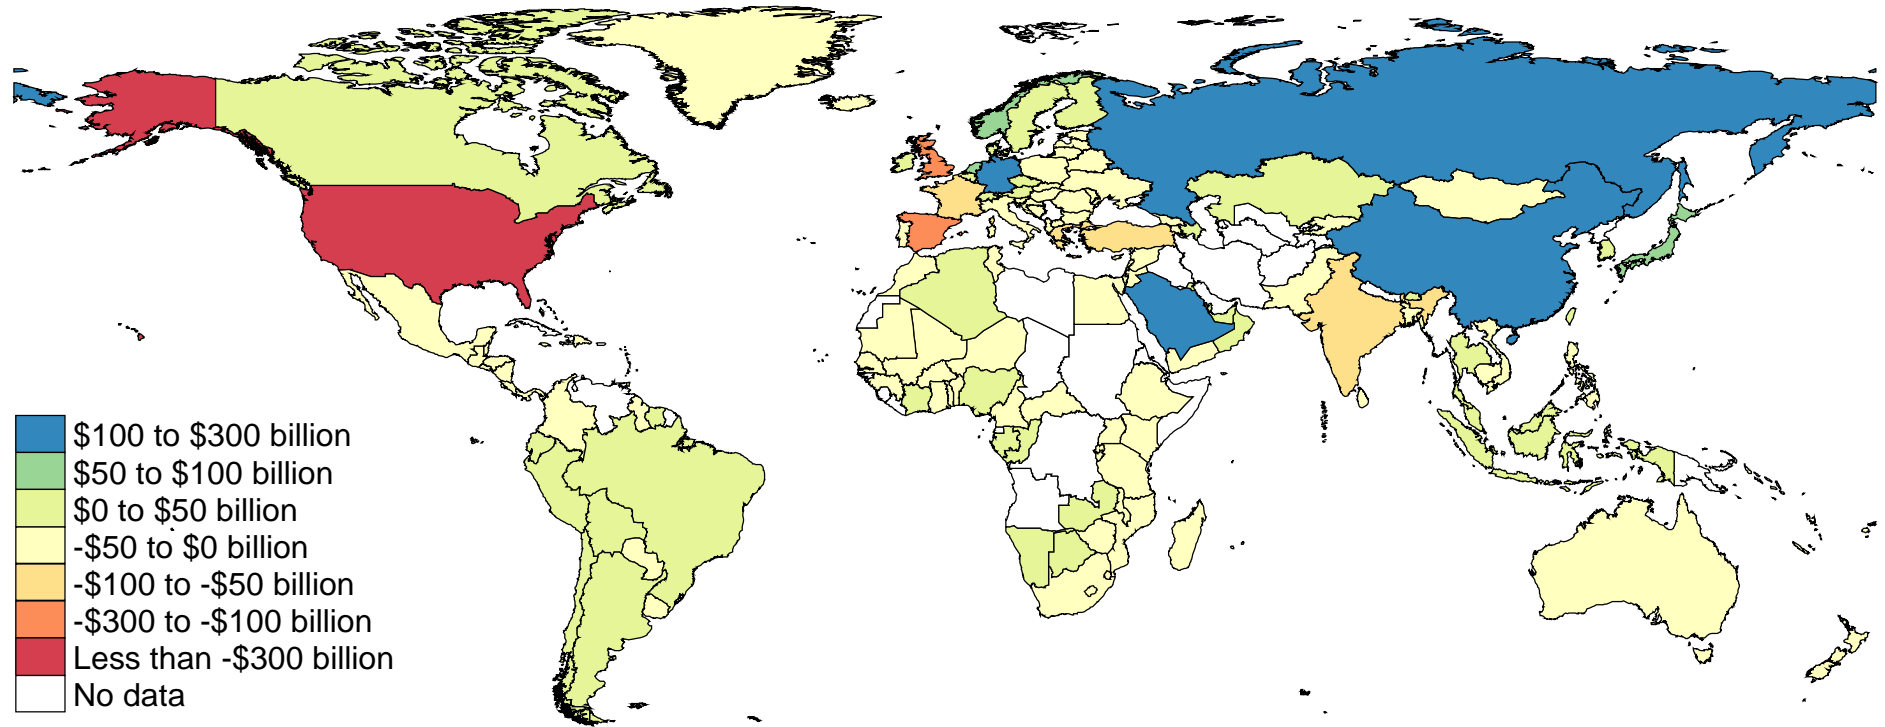 $100 to $300 billion
$50 to $100 billion
$0 to $50 billion
-$50 to $0 billion
-$100 to -$50 billion
-$300 to -$100 billion
Less than -$300 billion
No data